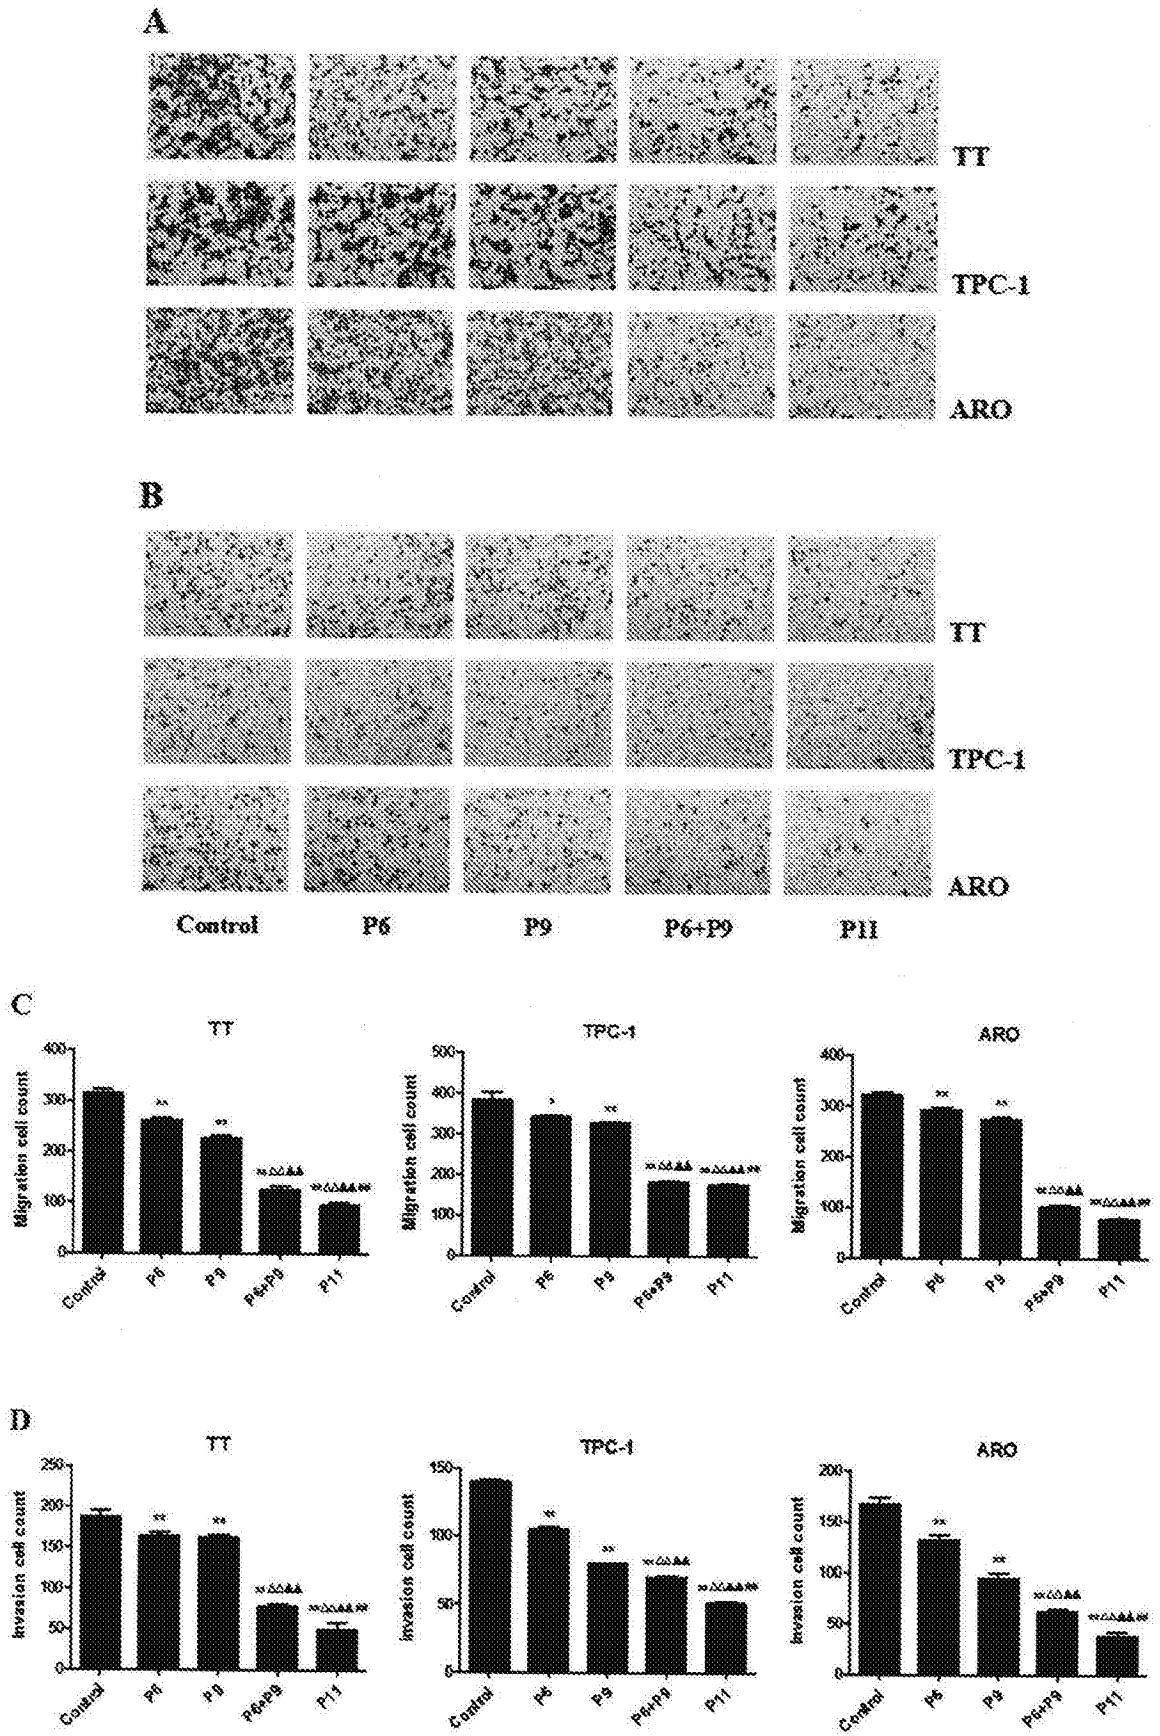 A
TT
TPC-1
ARO
B
TT
TPC-1
ARO
Control P6 P9 P6+P9 P11
C
TT
Migration cell count
400
300
200
100
0
Control P6 P9 P6+P9 P11
TPC-1
Migration cell count
500
400
300
200
100
0
Control P6 P9 P6+P9 P11
ARO
Migration cell count
400
300
200
100
0
Control P6 P9 P6+P9 P11
D
TT
Invasion cell count
250
200
150
100
50
0
Control P6 P9 P6+P9 P11
TPC-1
Invasion cell count
150
100
50
0
Control P6 P9 P6+P9 P11
ARO
Invasion cell count
200
150
100
50
0
Control P6 P9 P6+P9 P11